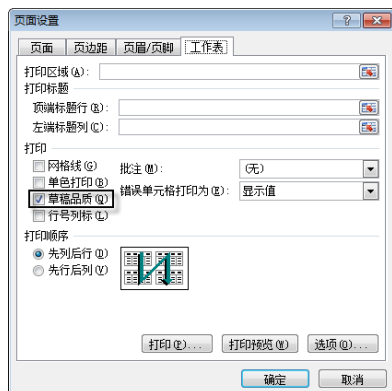 页面设置
页面 页边距 页眉/页脚 工作表
打印区域(A):
打印标题
顶端标题行(R):
左端标题列(C):
打印
网格线(G) 批注(M): (无)
单色打印(B)
错误单元格打印为(E): 显示值
草稿品质(Q)
行号列标(L)
打印顺序
先列后行(D)
先行后列(V)
打印(P)... 打印预览(W) 选项(O)...
确定 取消